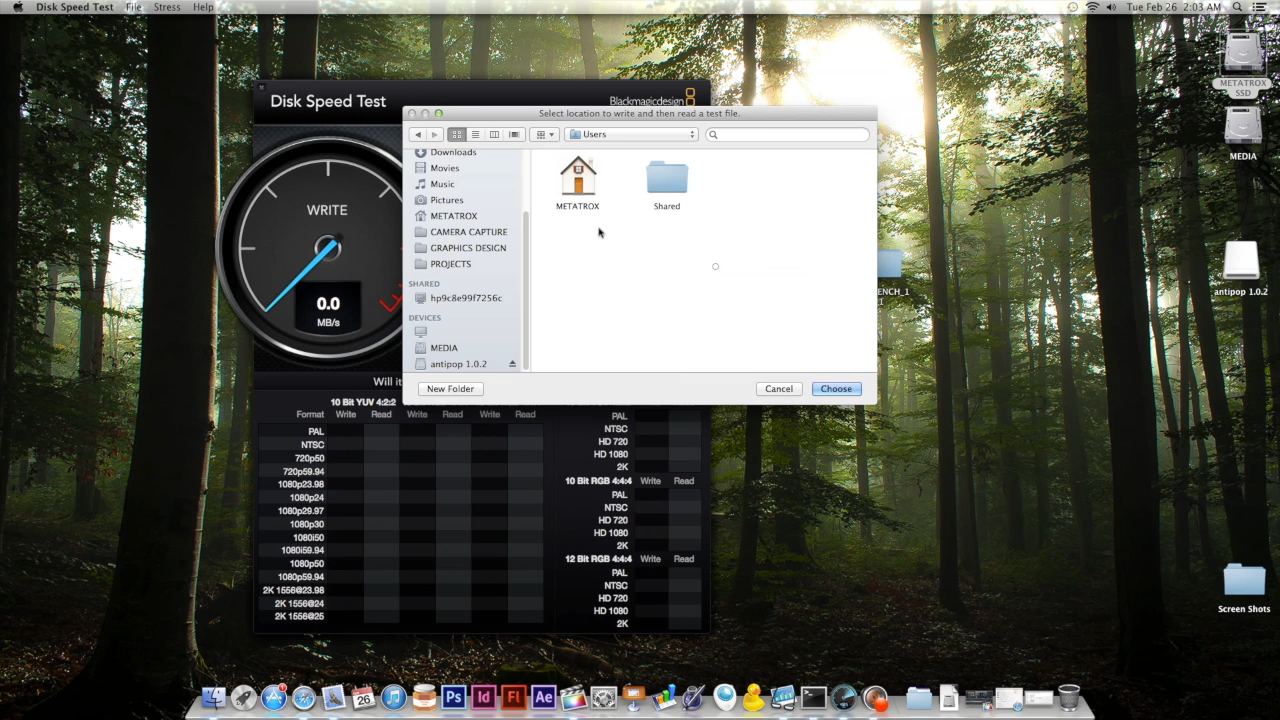 Disk Speed Test File Stress Help
Tue Feb 26 2:03 AM
METATROX
SSD
MEDIA
antipop 1.0.2
ENCH_1
Screen Shots
Disk Speed Test
Blackmagicdesign
WRITE
0.0
MB/s
Select location to write and then read a test file.
Users
Downloads
Movies
Music
Pictures
METATROX
CAMERA CAPTURE
GRAPHICS DESIGN
PROJECTS
SHARED
hp9c8e99f7256c
DEVICES
MEDIA
antipop 1.0.2
METATROX
Shared
New Folder
Cancel
Choose
Will it
10 Bit YUV 4:2:2
Format Write Read Write Read Write Read
PAL
NTSC
720p50
720p59.94
1080p23.98
1080p24
1080p29.97
1080p30
1080i50
1080i59.94
1080p50
1080p59.94
2K 1556@23.98
2K 1556@24
2K 1556@25
PAL
NTSC
HD 720
HD 1080
2K
10 Bit RGB 4:4:4 Write Read
PAL
NTSC
HD 720
HD 1080
2K
12 Bit RGB 4:4:4 Write Read
PAL
NTSC
HD 720
HD 1080
2K
26
Ps
Id
Fl
Ae